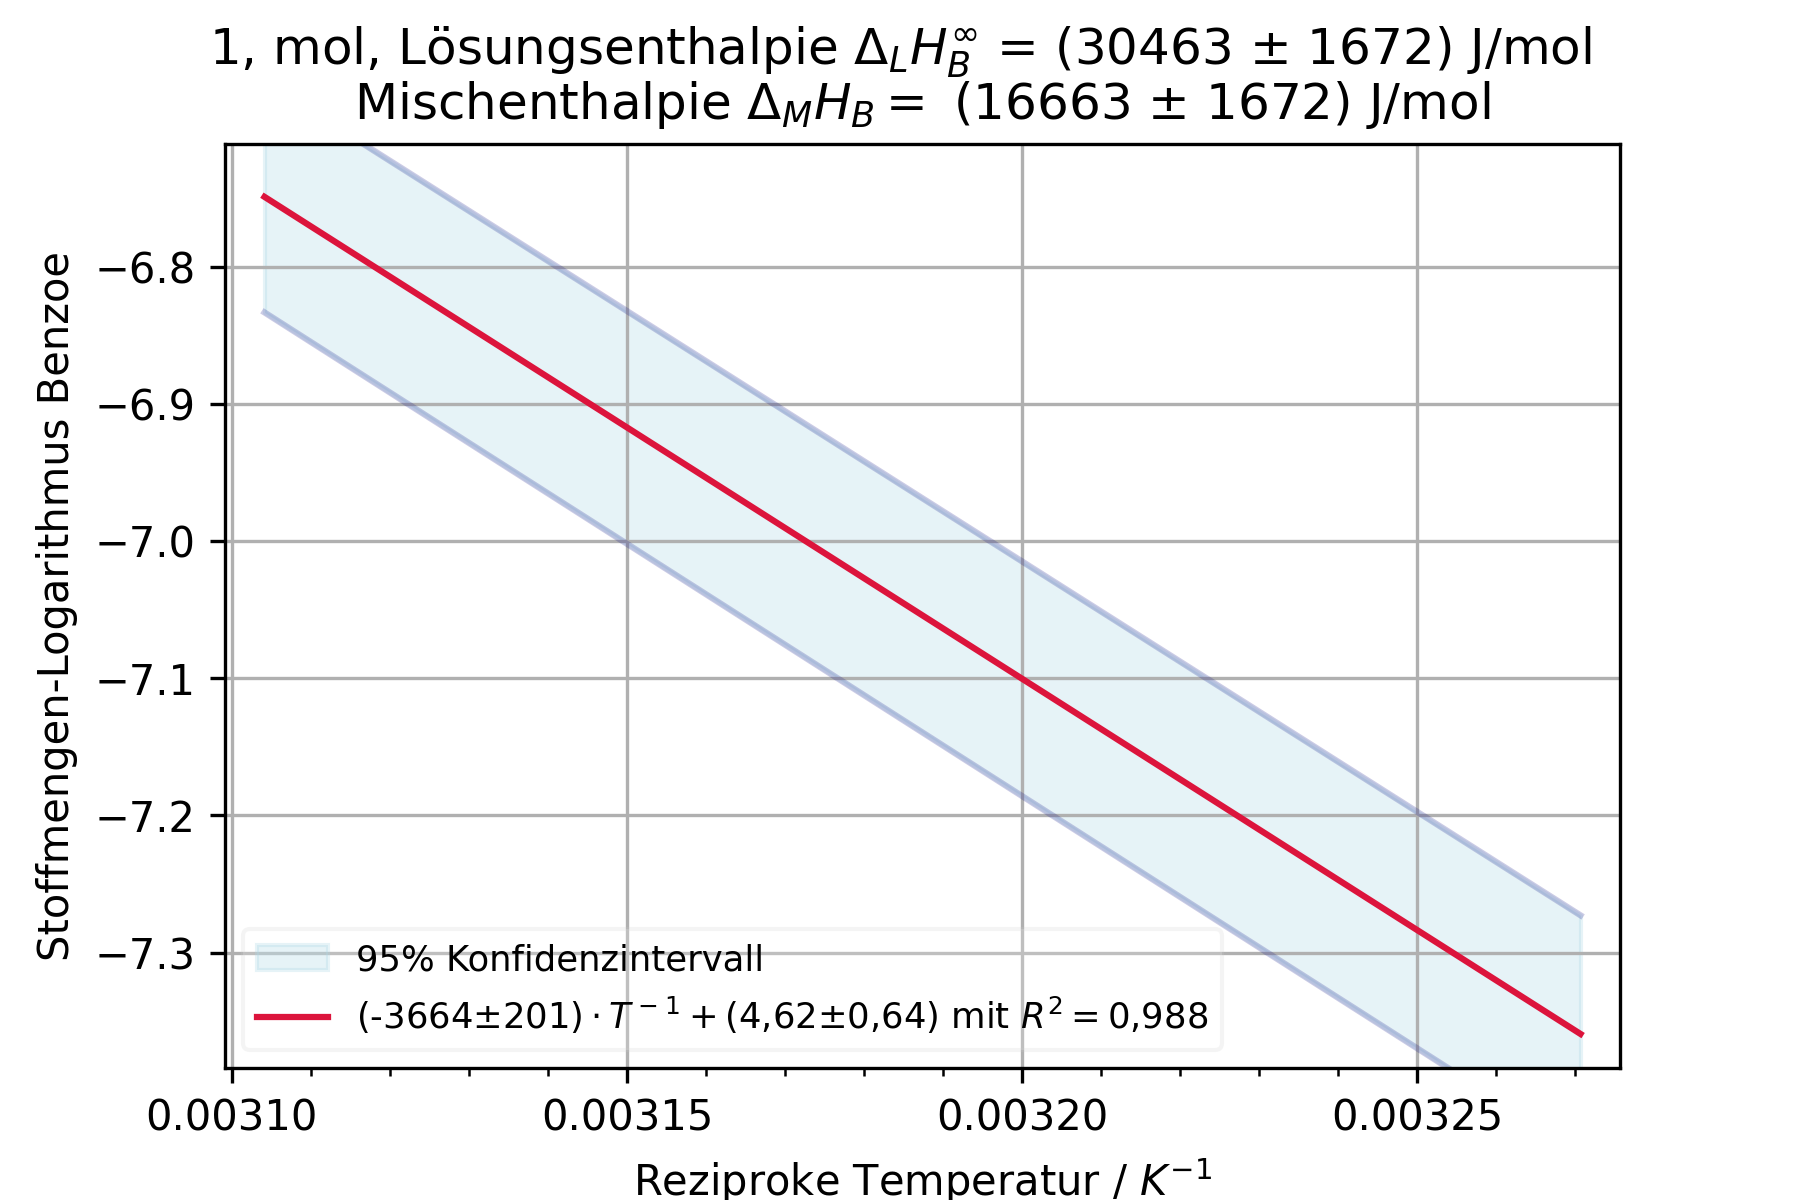 1, mol, Lösungsenthalpie Δ_L H_B^∞ = (30463 ± 1672) J/mol
Mischenthalpie Δ_M H_B = (16663 ± 1672) J/mol
Stoffmengen-Logarithmus Benzoe
−6.8
−6.9
−7.0
−7.1
−7.2
−7.3
95% Konfidenzintervall
(-3664±201) · T⁻¹ + (4,62±0,64) mit R² = 0,988
0.00310
0.00315
0.00320
0.00325
Reziproke Temperatur / K⁻¹